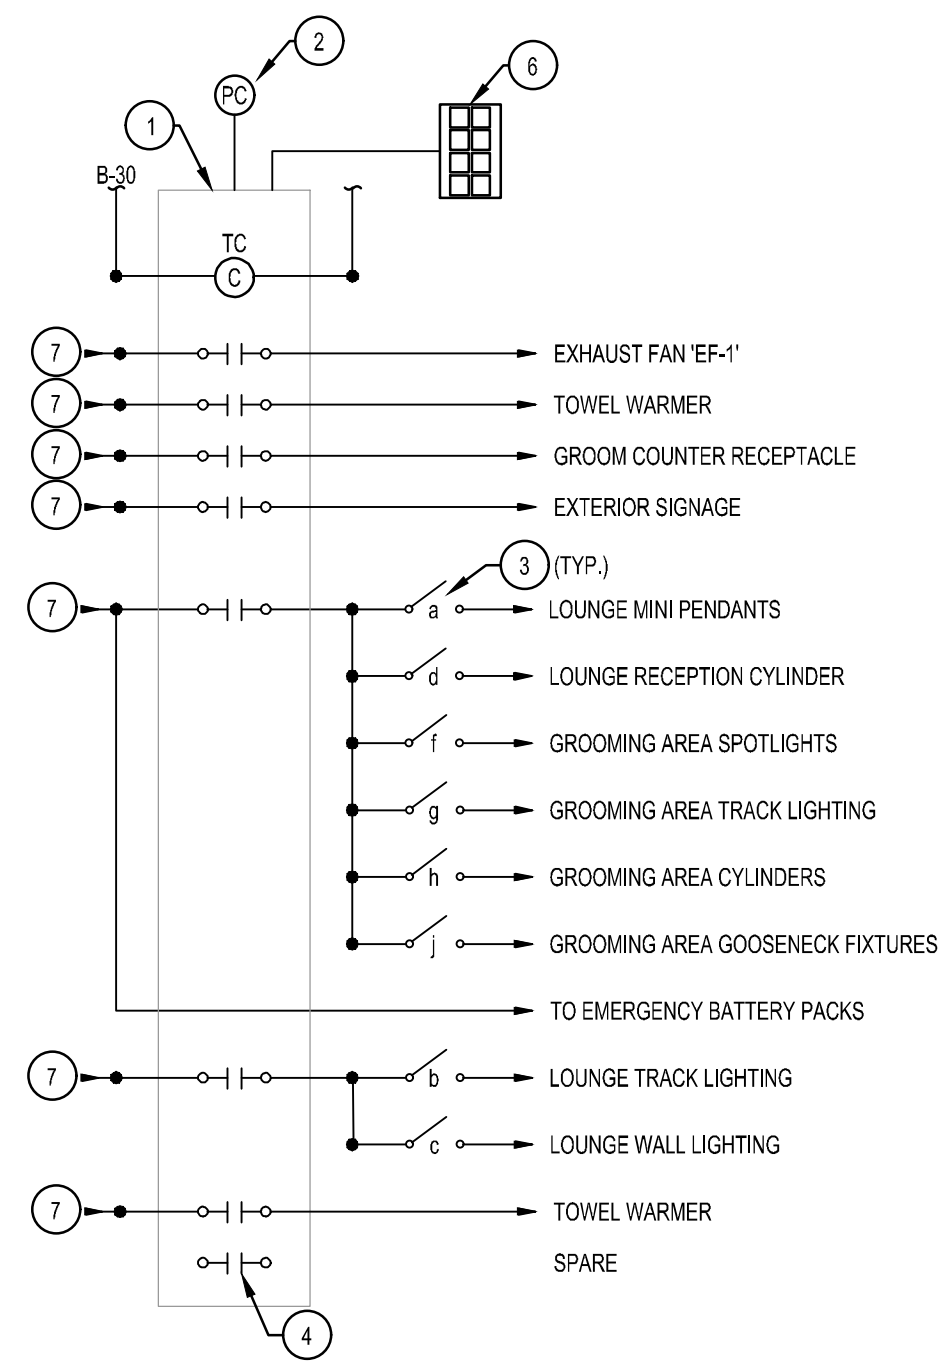 2
PC
6
1
B-30
TC
C
7 EXHAUST FAN 'EF-1'
7 TOWEL WARMER
7 GROOM COUNTER RECEPTACLE
7 EXTERIOR SIGNAGE
3 (TYP.)
7 a LOUNGE MINI PENDANTS
d LOUNGE RECEPTION CYLINDER
f GROOMING AREA SPOTLIGHTS
g GROOMING AREA TRACK LIGHTING
h GROOMING AREA CYLINDERS
j GROOMING AREA GOOSENECK FIXTURES
TO EMERGENCY BATTERY PACKS
7 b LOUNGE TRACK LIGHTING
c LOUNGE WALL LIGHTING
7 TOWEL WARMER
SPARE
4